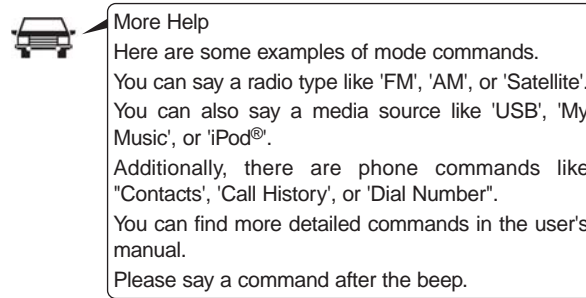 More Help
Here are some examples of mode commands.
You can say a radio type like 'FM', 'AM', or 'Satellite'.
You can also say a media source like 'USB', 'My
Music', or 'iPod®'.
Additionally, there are phone commands like
"Contacts', 'Call History', or 'Dial Number".
You can find more detailed commands in the user's
manual.
Please say a command after the beep.